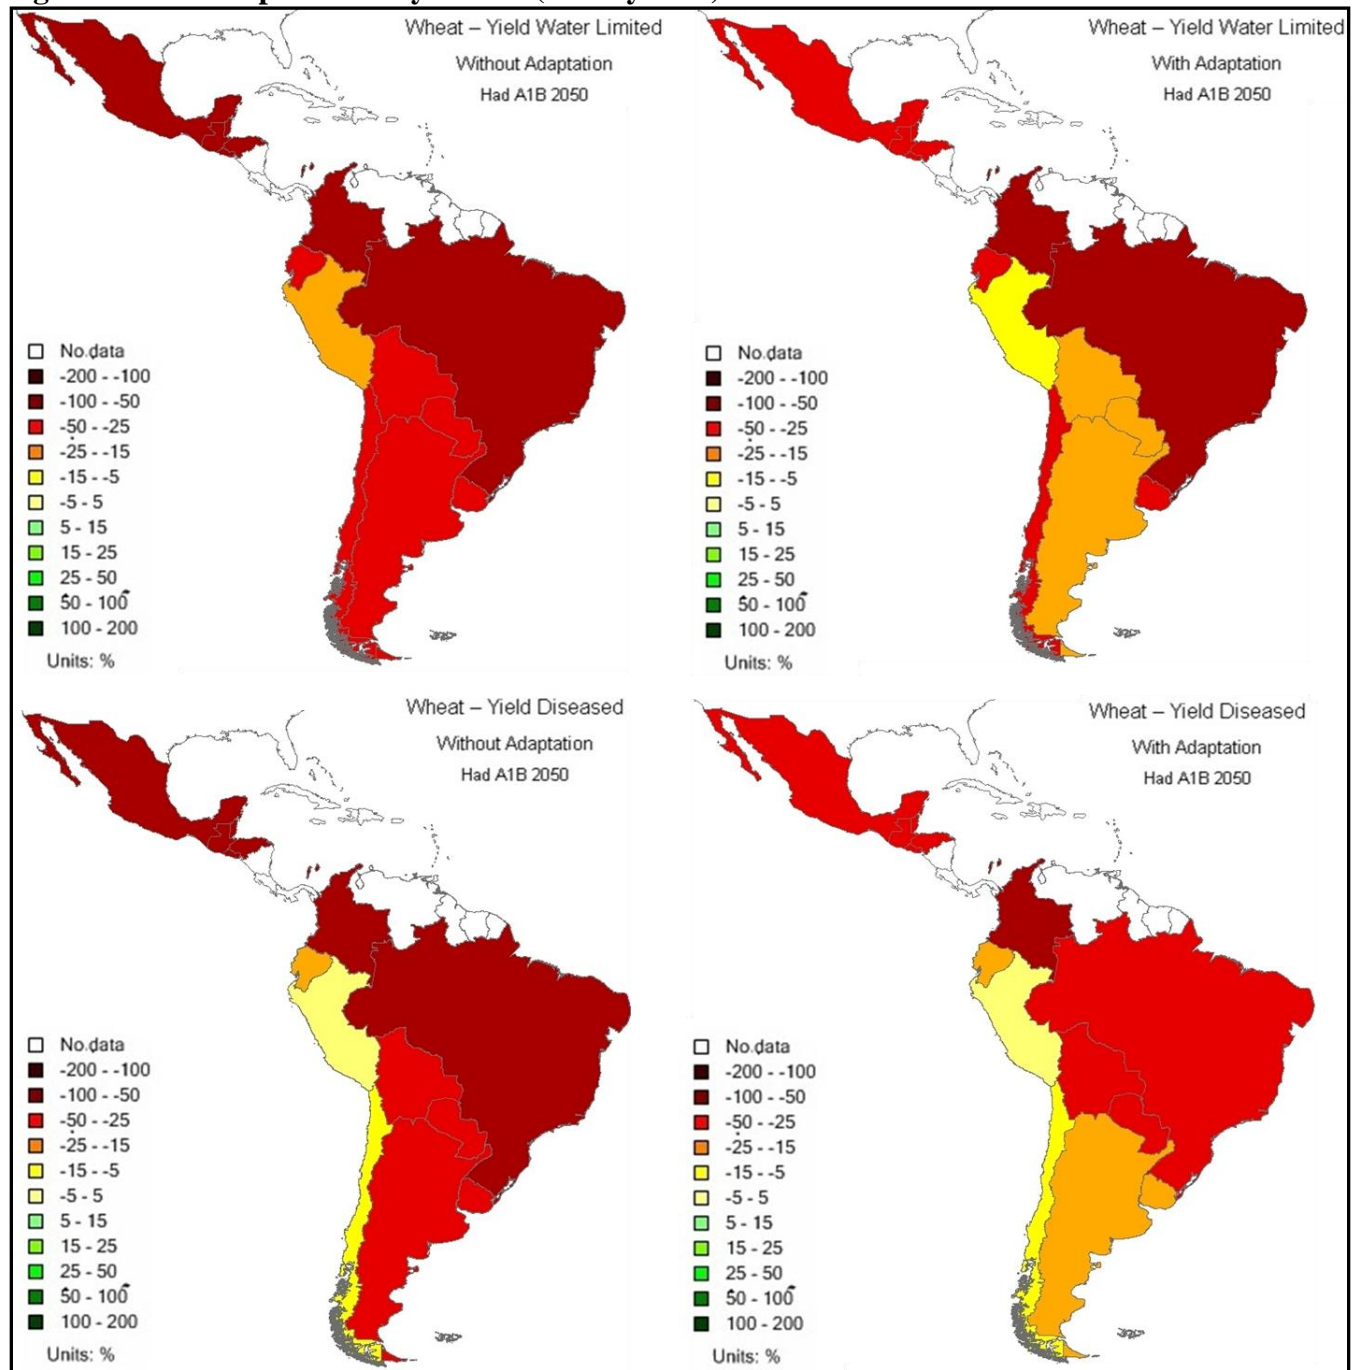 Wheat – Yield Water Limited
Without Adaptation
Had A1B 2050
No.data
-200 - -100
-100 - -50
-50 - -25
-25 - -15
-15 - -5
-5 - 5
5 - 15
15 - 25
25 - 50
50 - 100
100 - 200
Units: %
Wheat – Yield Water Limited
With Adaptation
Had A1B 2050
No.data
-200 - -100
-100 - -50
-50 - -25
-25 - -15
-15 - -5
-5 - 5
5 - 15
15 - 25
25 - 50
50 - 100
100 - 200
Units: %
Wheat – Yield Diseased
Without Adaptation
Had A1B 2050
No.data
-200 - -100
-100 - -50
-50 - -25
-25 - -15
-15 - -5
-5 - 5
5 - 15
15 - 25
25 - 50
50 - 100
100 - 200
Units: %
Wheat – Yield Diseased
With Adaptation
Had A1B 2050
No.data
-200 - -100
-100 - -50
-50 - -25
-25 - -15
-15 - -5
-5 - 5
5 - 15
15 - 25
25 - 50
50 - 100
100 - 200
Units: %